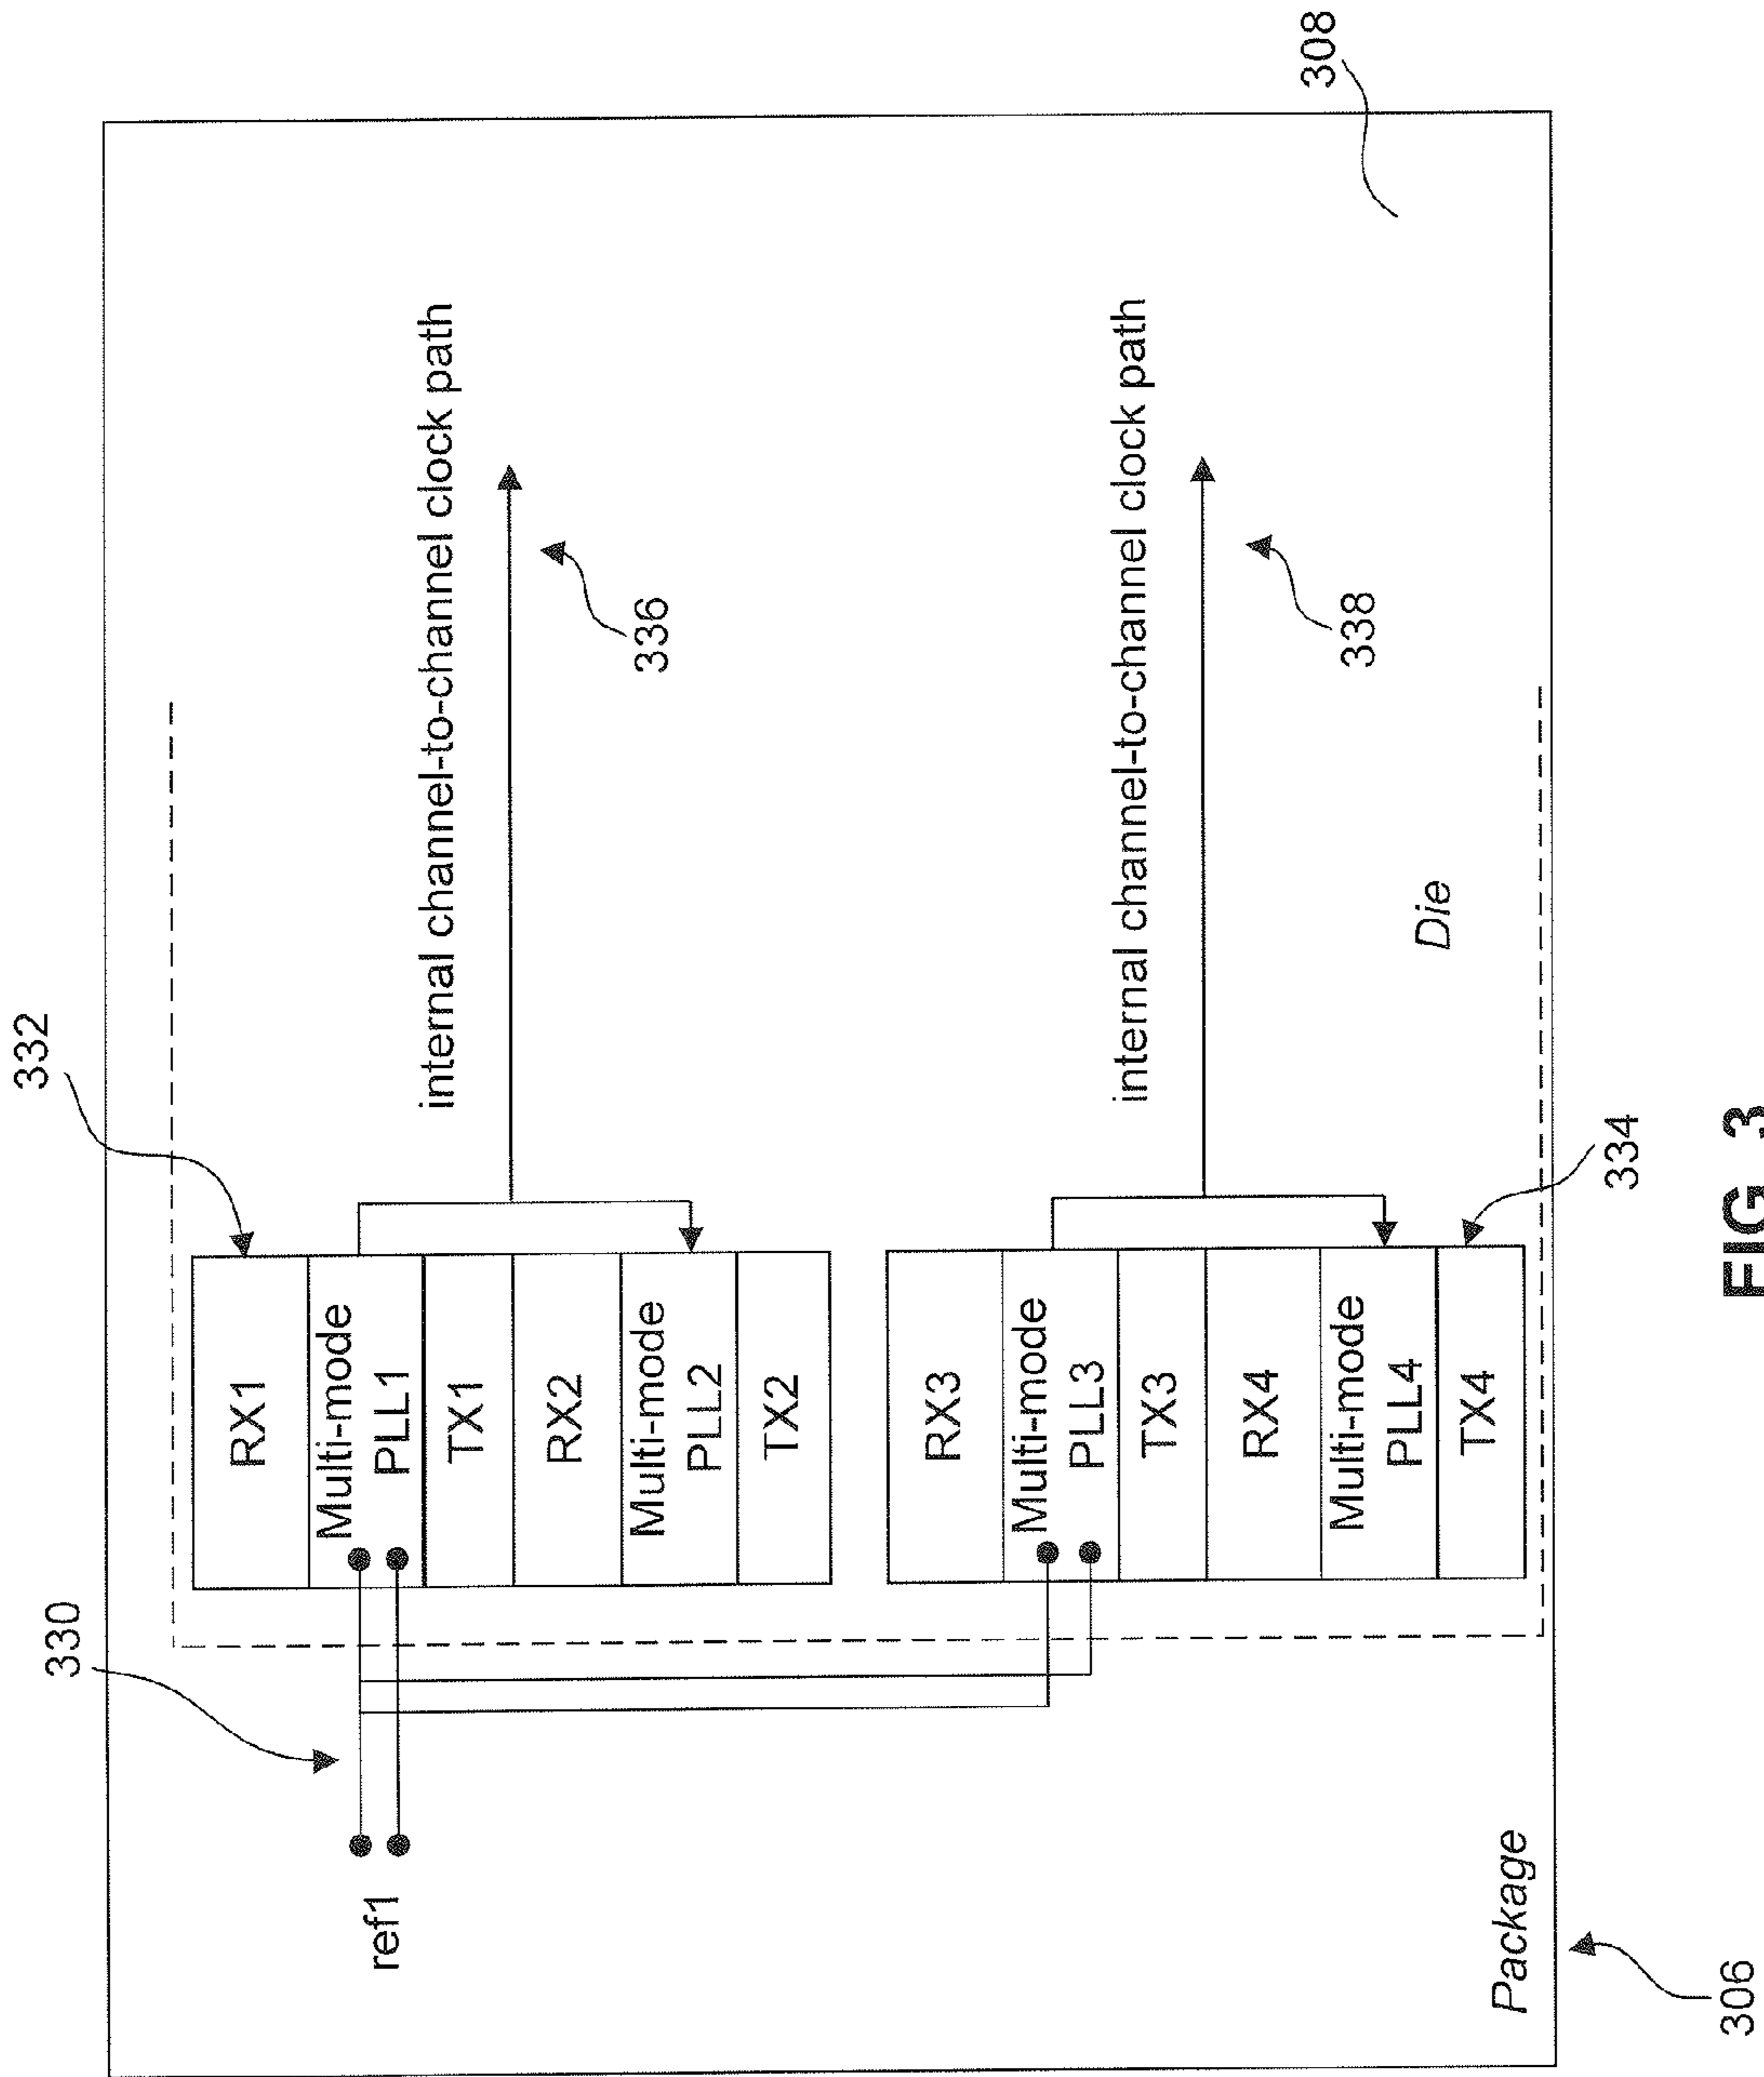 332
330
308
RX1
Multi-mode
PLL1
TX1
RX2
Multi-mode
PLL2
TX2
ref1
internal channel-to-channel clock path
336
RX3
Multi-mode
PLL3
TX3
RX4
Multi-mode
PLL4
TX4
internal channel-to-channel clock path
338
Die
Package
306
334
FIG 3